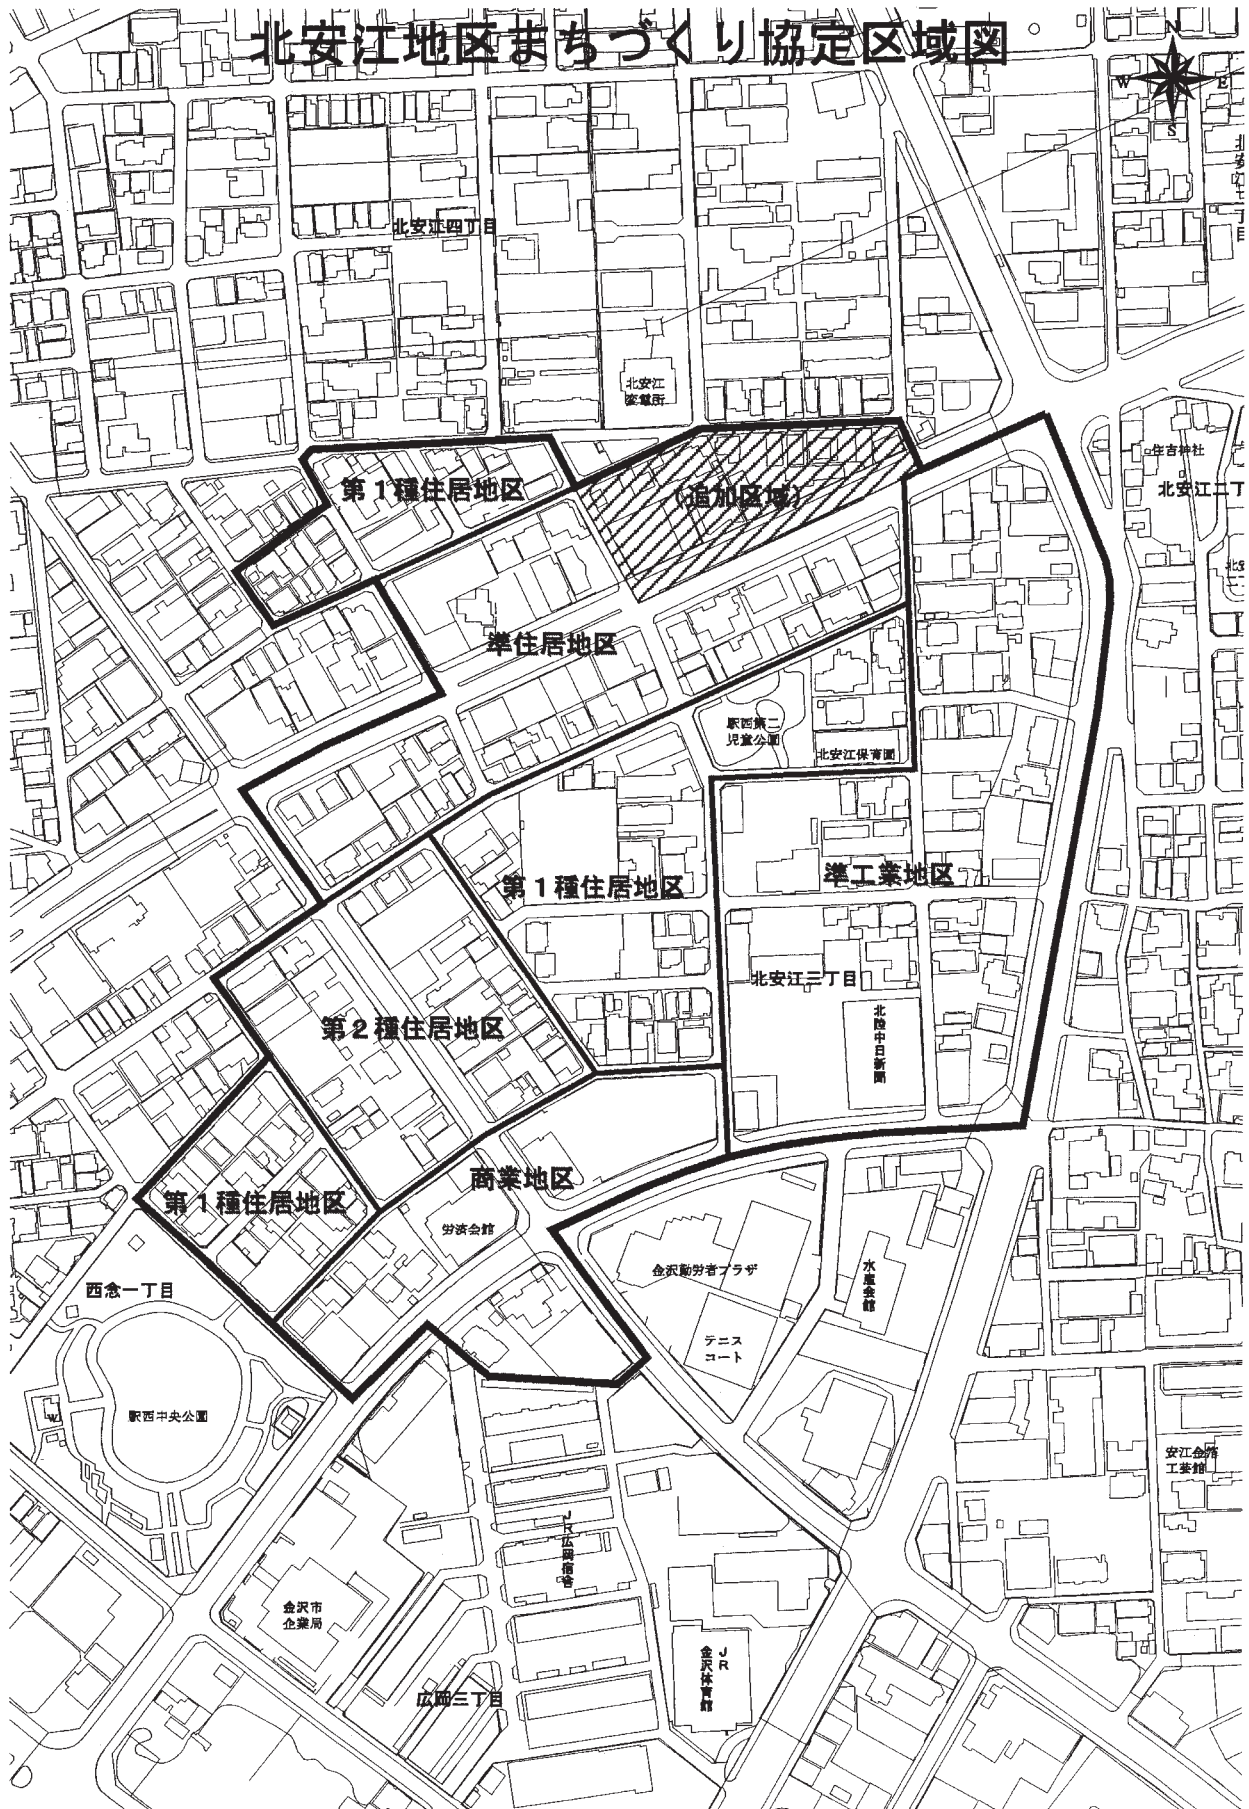 北安江地区まちづくり協定区域図
N
W
E
S
北安江四丁目
北安江
変電所
住吉神社
北安江二丁
第1種住居地区
(追加区域)
準住居地区
駅西第二
児童公園
北安江保育園
第1種住居地区
準工業地区
北安江三丁目
北陸中日新聞
第2種住居地区
商業地区
第1種住居地区
労済会館
西念一丁目
金沢勤労者プラザ
水産会館
テニス
コート
駅西中央公園
安江金箔
工芸館
JR広岡宿舎
金沢市
企業局
JR
金沢体育館
広岡三丁目